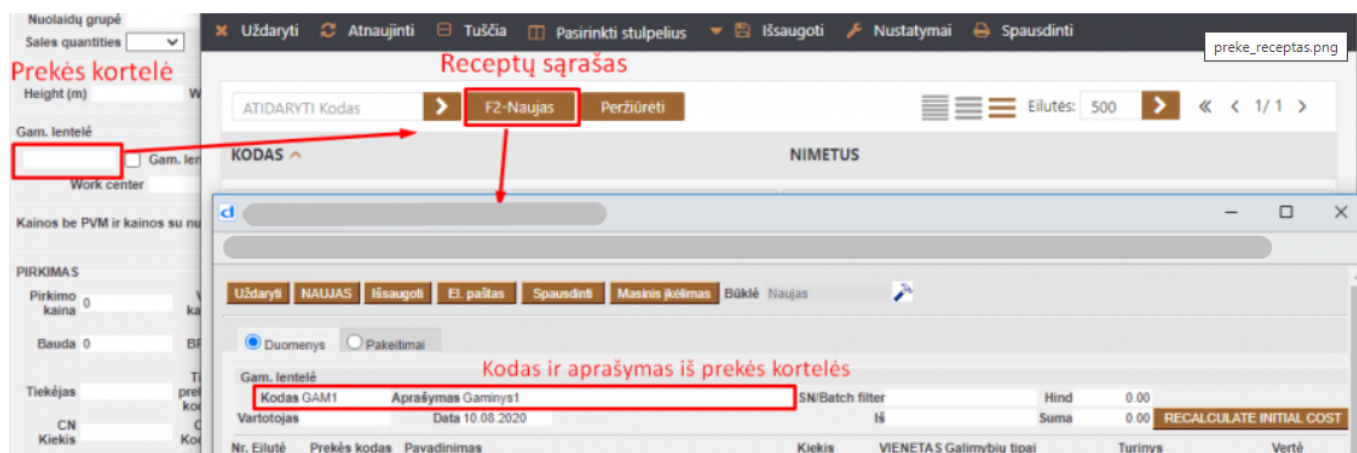 Nuolaidų grupė
Sales quantities
Prekės kortelė
Height (m) W
Gam. lentelė
Gam. len
Work center
Kainos be PVM ir kainos su nu
PIRKIMAS
Pirkimo kaina 0
ka
Bauda 0
Tiekėjas
CN Kiekis
Uždaryti Atnaujinti Tuščia Pasirinkti stulpelius Išsaugoti Nustatymai Spausdinti
preke_receptas.png
Receptų sąrašas
ATIDARYTI Kodas F2-Naujas Peržiūrėti Eilutės: 500 1/ 1
KODAS NIMETUS
Uždaryti NAUJAS Išsaugoti El. paštas Spausdinti Masinis įkėlimas Būklė Naujas
Duomenys Pakeitimai
Kodas ir aprašymas iš prekės kortelės
Gam. lentelė
Kodas GAM1 Aprašymas Gaminys1 SN/Batch filter Hind 0.00
Vartotojas Data 10.08.2020 Iš Suma 0.00 RECALCULATE INITIAL COST
Nr. Eilutė Prekės kodas Pavadinimas Kiekis VIENETAS Galimybių tipai Turinys Vertė